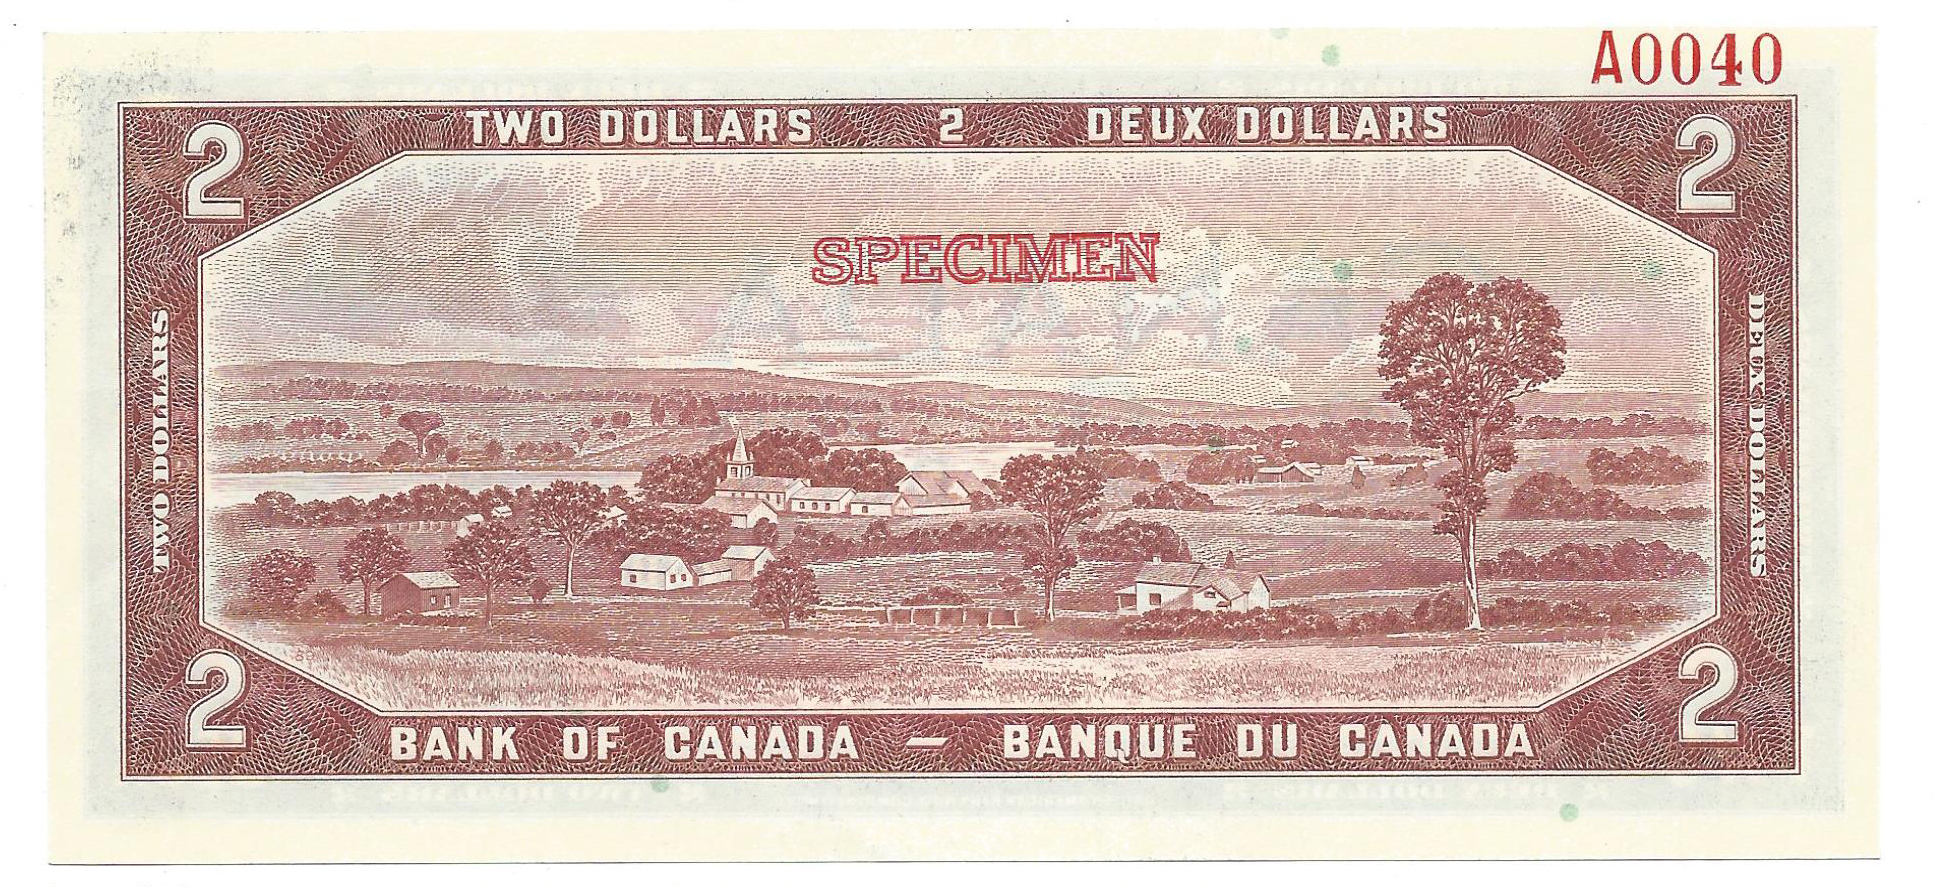 A0040
TWO DOLLARS 2 DEUX DOLLARS
2 2
SPECIMEN
TWO DOLLARS
DEUX DOLLARS
2 2
BANK OF CANADA — BANQUE DU CANADA